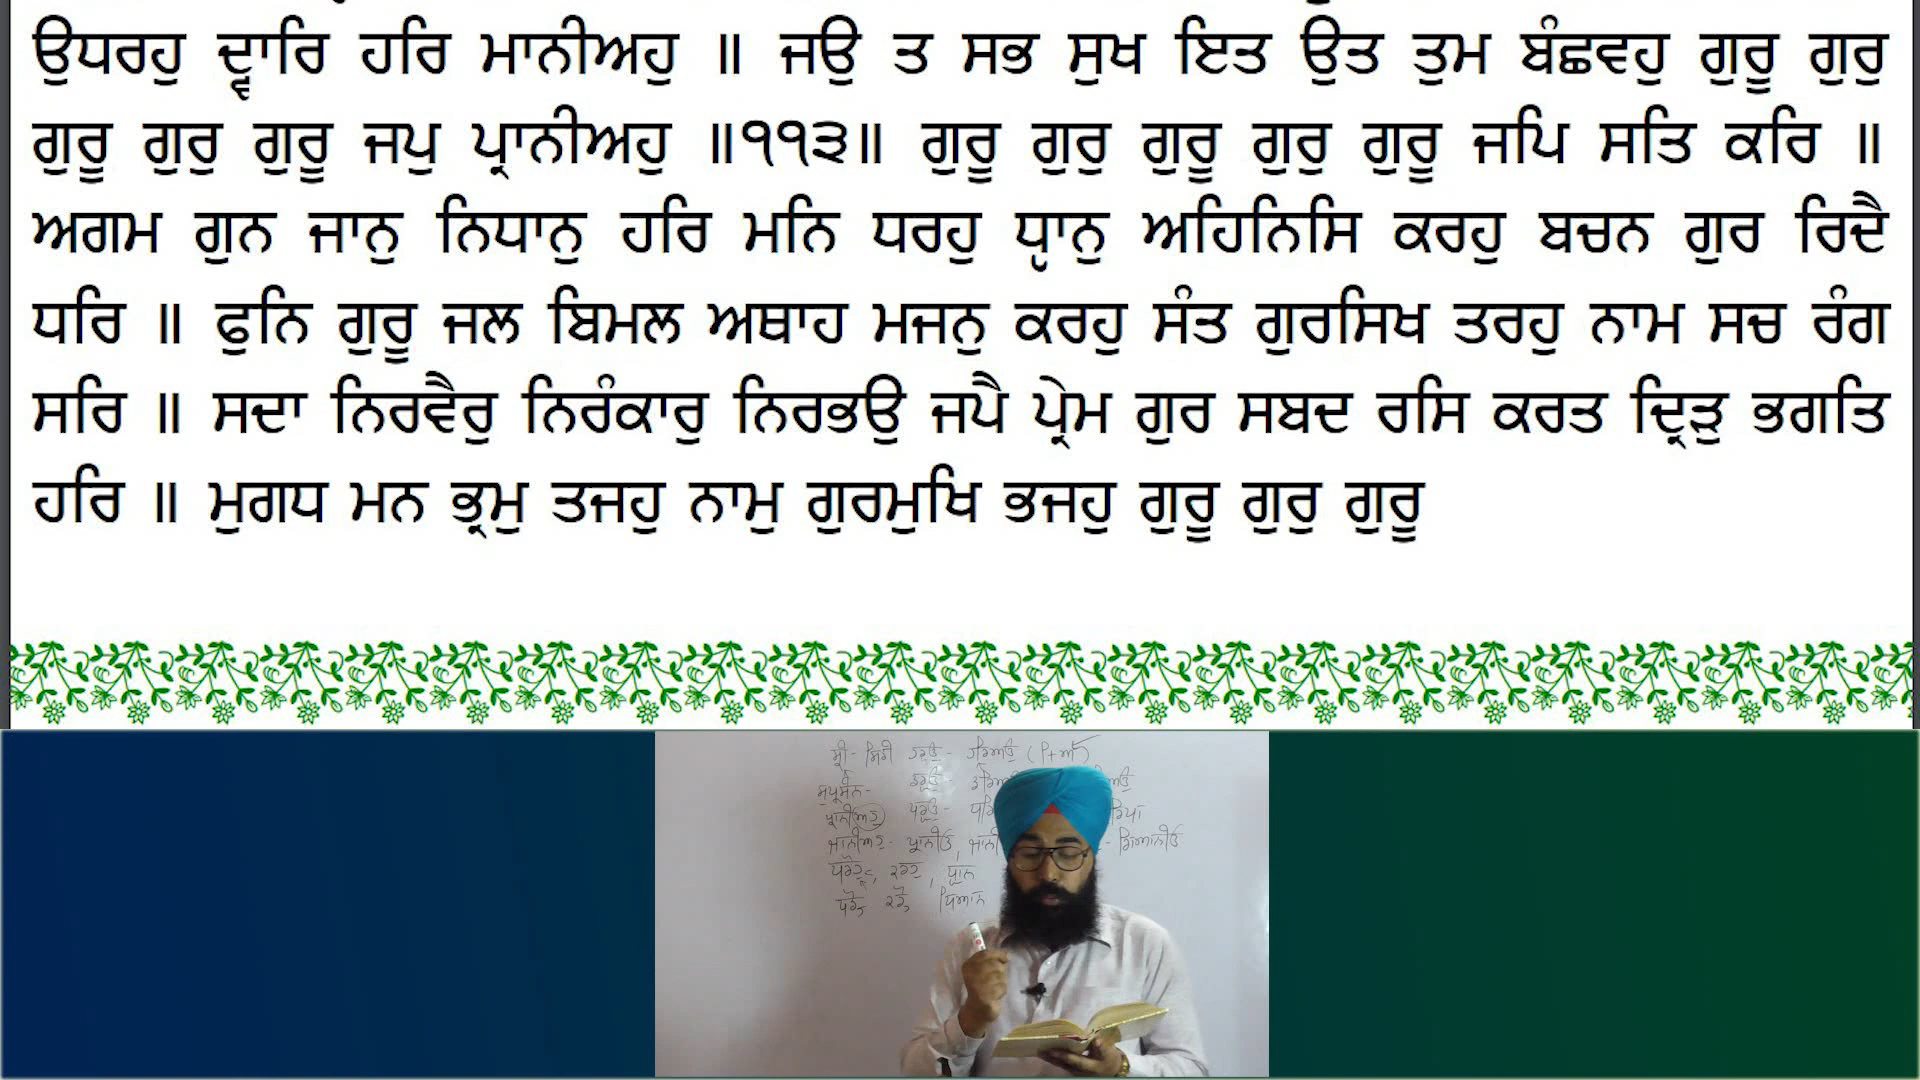 ਉਧਰਹੁ ਦ੍ਵਾਰਿ ਹਰਿ ਮਾਨੀਅਹੁ ॥ ਜਉ ਤ ਸਭ ਸੁਖ ਇਤ ਉਤ ਤੁਮ ਬੰਛਵਹੁ ਗੁਰੂ ਗੁਰੁ
ਗੁਰੂ ਗੁਰੁ ਗੁਰੂ ਜਪੁ ਪ੍ਰਾਨੀਅਹੁ ॥੧੧੩॥ ਗੁਰੂ ਗੁਰੁ ਗੁਰੂ ਗੁਰੁ ਗੁਰੂ ਜਪਿ ਸਤਿ ਕਰਿ ॥
ਅਗਮ ਗੁਨ ਜਾਨੁ ਨਿਧਾਨੁ ਹਰਿ ਮਨਿ ਧਰਹੁ ਧੵਾਨੁ ਅਹਿਨਿਸਿ ਕਰਹੁ ਬਚਨ ਗੁਰ ਰਿਦੈ
ਧਰਿ ॥ ਫੁਨਿ ਗੁਰੂ ਜਲ ਬਿਮਲ ਅਥਾਹ ਮਜਨੁ ਕਰਹੁ ਸੰਤ ਗੁਰਸਿਖ ਤਰਹੁ ਨਾਮ ਸਚ ਰੰਗ
ਸਰਿ ॥ ਸਦਾ ਨਿਰਵੈਰੁ ਨਿਰੰਕਾਰੁ ਨਿਰਭਉ ਜਪੈ ਪ੍ਰੇਮ ਗੁਰ ਸਬਦ ਰਸਿ ਕਰਤ ਦ੍ਰਿੜੁ ਭਗਤਿ
ਹਰਿ ॥ ਮੁਗਧ ਮਨ ਭ੍ਰਮੁ ਤਜਹੁ ਨਾਮੁ ਗੁਰਮੁਖਿ ਭਜਹੁ ਗੁਰੂ ਗੁਰੁ ਗੁਰੂ